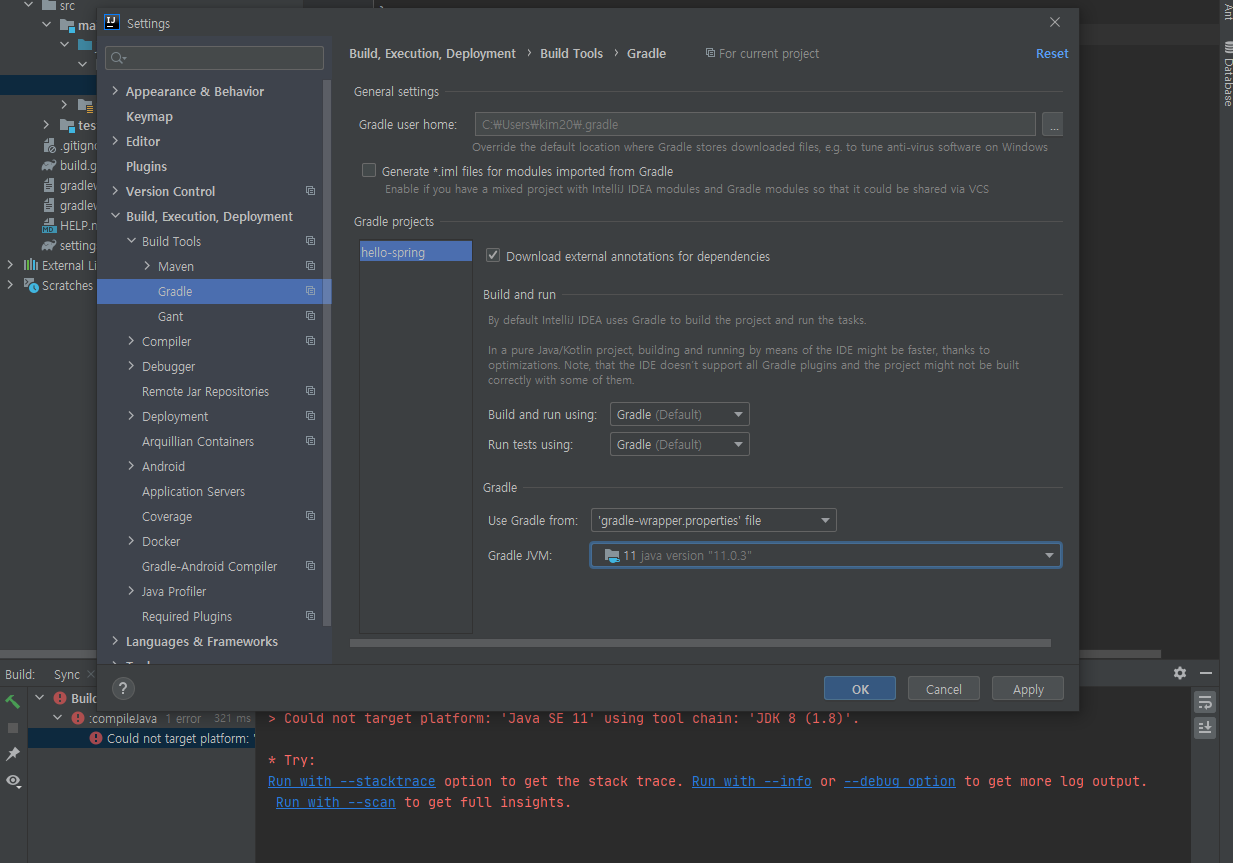 src
ma
tes
.gitigno
build.g
gradlew
gradlew
HELP.n
setting
External Li
Scratches
Settings
Appearance & Behavior
Keymap
Editor
Plugins
Version Control
Build, Execution, Deployment
Build Tools
Maven
Gradle
Gant
Compiler
Debugger
Remote Jar Repositories
Deployment
Arquillian Containers
Android
Application Servers
Coverage
Docker
Gradle-Android Compiler
Java Profiler
Required Plugins
Languages & Frameworks
Build, Execution, Deployment › Build Tools › Gradle
For current project
Reset
General settings
Gradle user home: C:₩Users₩kim20₩.gradle ...
Override the default location where Gradle stores downloaded files, e.g. to tune anti-virus software on Windows
Generate *.iml files for modules imported from Gradle
Enable if you have a mixed project with IntelliJ IDEA modules and Gradle modules so that it could be shared via VCS
Gradle projects
hello-spring
Download external annotations for dependencies
Build and run
By default IntelliJ IDEA uses Gradle to build the project and run the tasks.
In a pure Java/Kotlin project, building and running by means of the IDE might be faster, thanks to
optimizations. Note, that the IDE doesn't support all Gradle plugins and the project might not be built
correctly with some of them.
Build and run using: Gradle (Default)
Run tests using: Gradle (Default)
Gradle
Use Gradle from: 'gradle-wrapper.properties' file
Gradle JVM: 11 java version "11.0.3"
?
OK
Cancel
Apply
Ant
Database
Build: Sync
Build
:compileJava 1 error 321 ms
Could not target platform: '
> Could not target platform: 'Java SE 11' using tool chain: 'JDK 8 (1.8)'.
* Try:
Run with --stacktrace option to get the stack trace. Run with --info or --debug option to get more log output.
Run with --scan to get full insights.